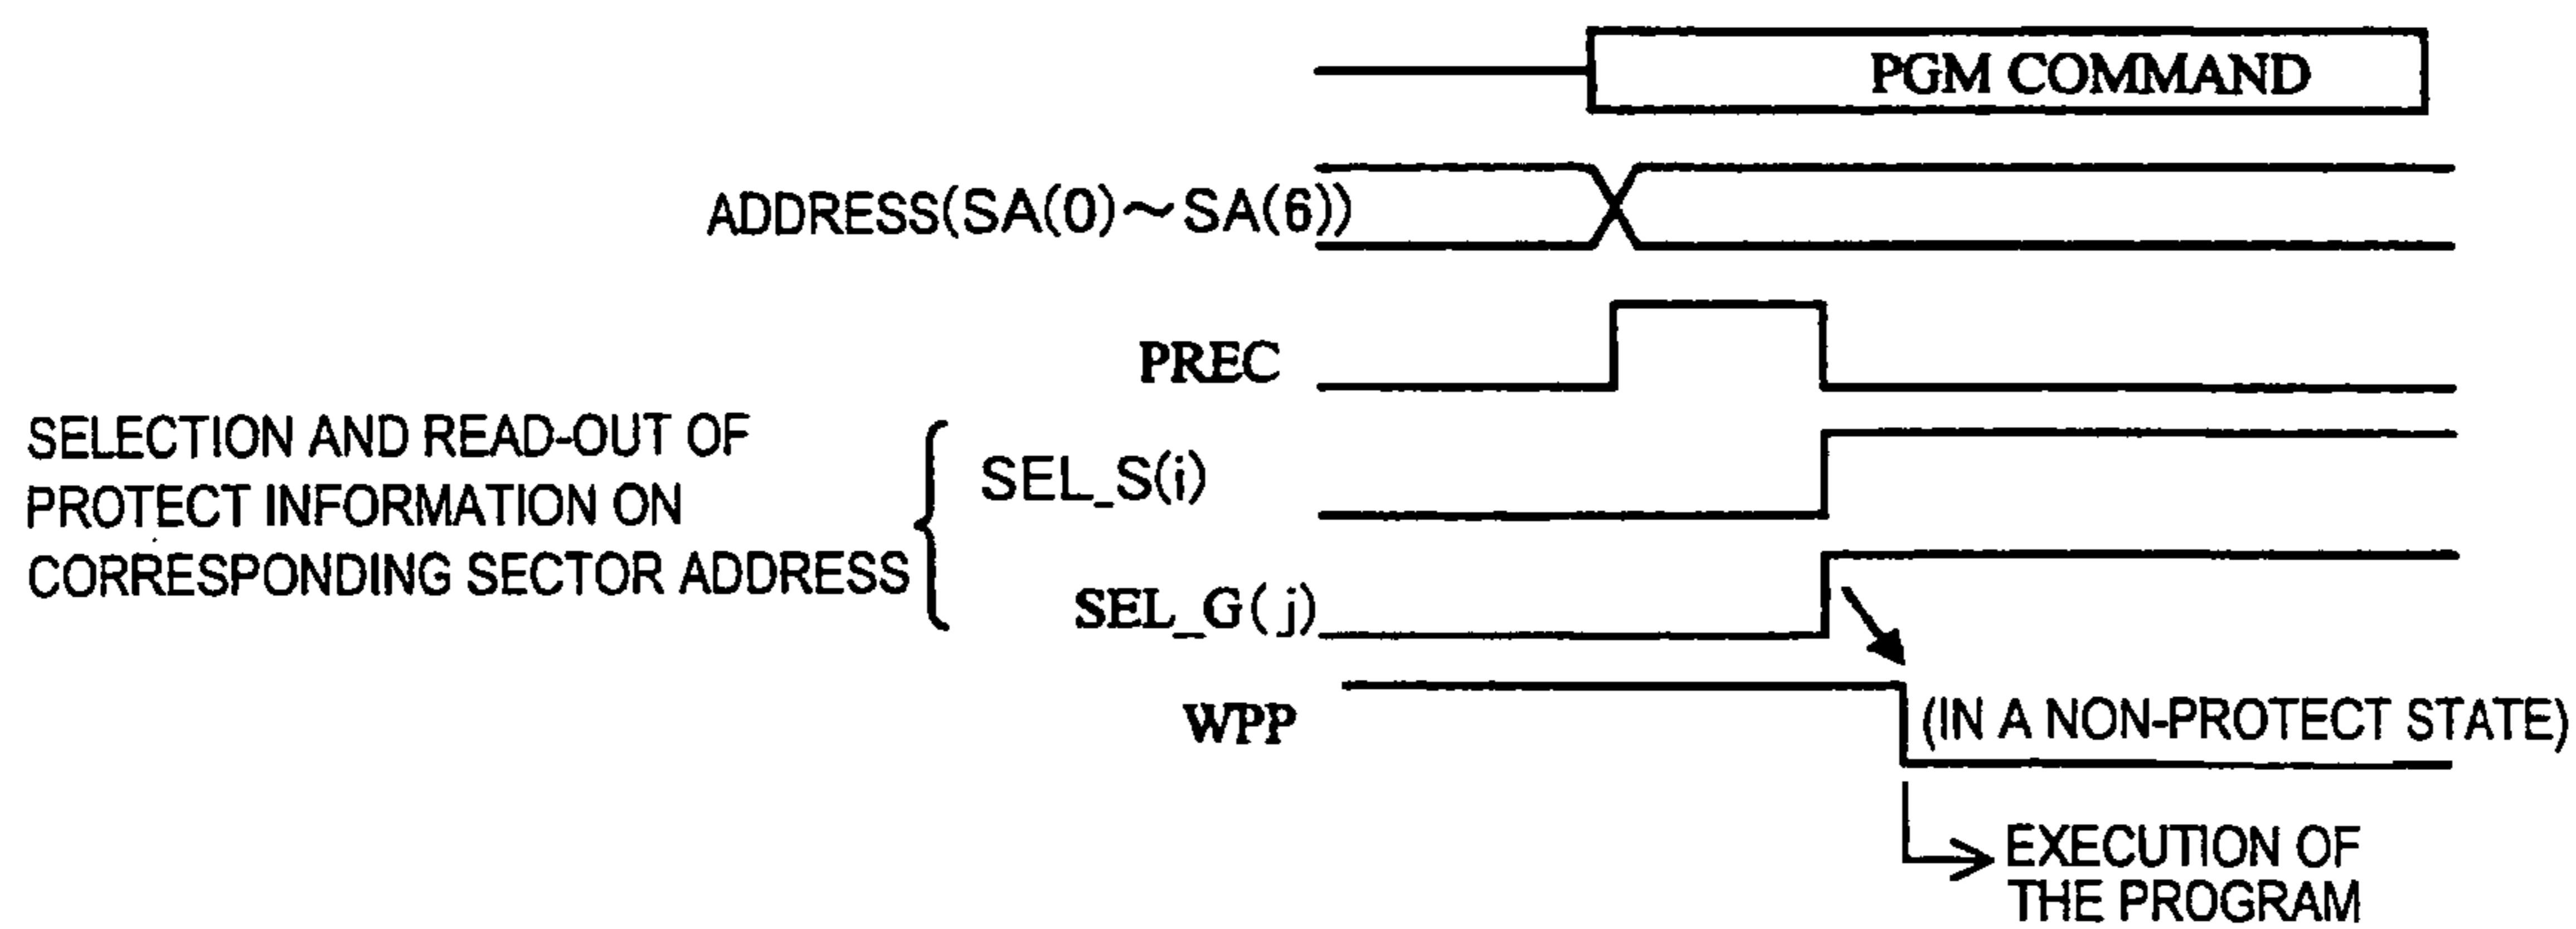 PGM COMMAND
ADDRESS(SA(0)～SA(6))
PREC
SELECTION AND READ-OUT OF
PROTECT INFORMATION ON
CORRESPONDING SECTOR ADDRESS
SEL_S(i)
SEL_G(j)
WPP
(IN A NON-PROTECT STATE)
EXECUTION OF
THE PROGRAM